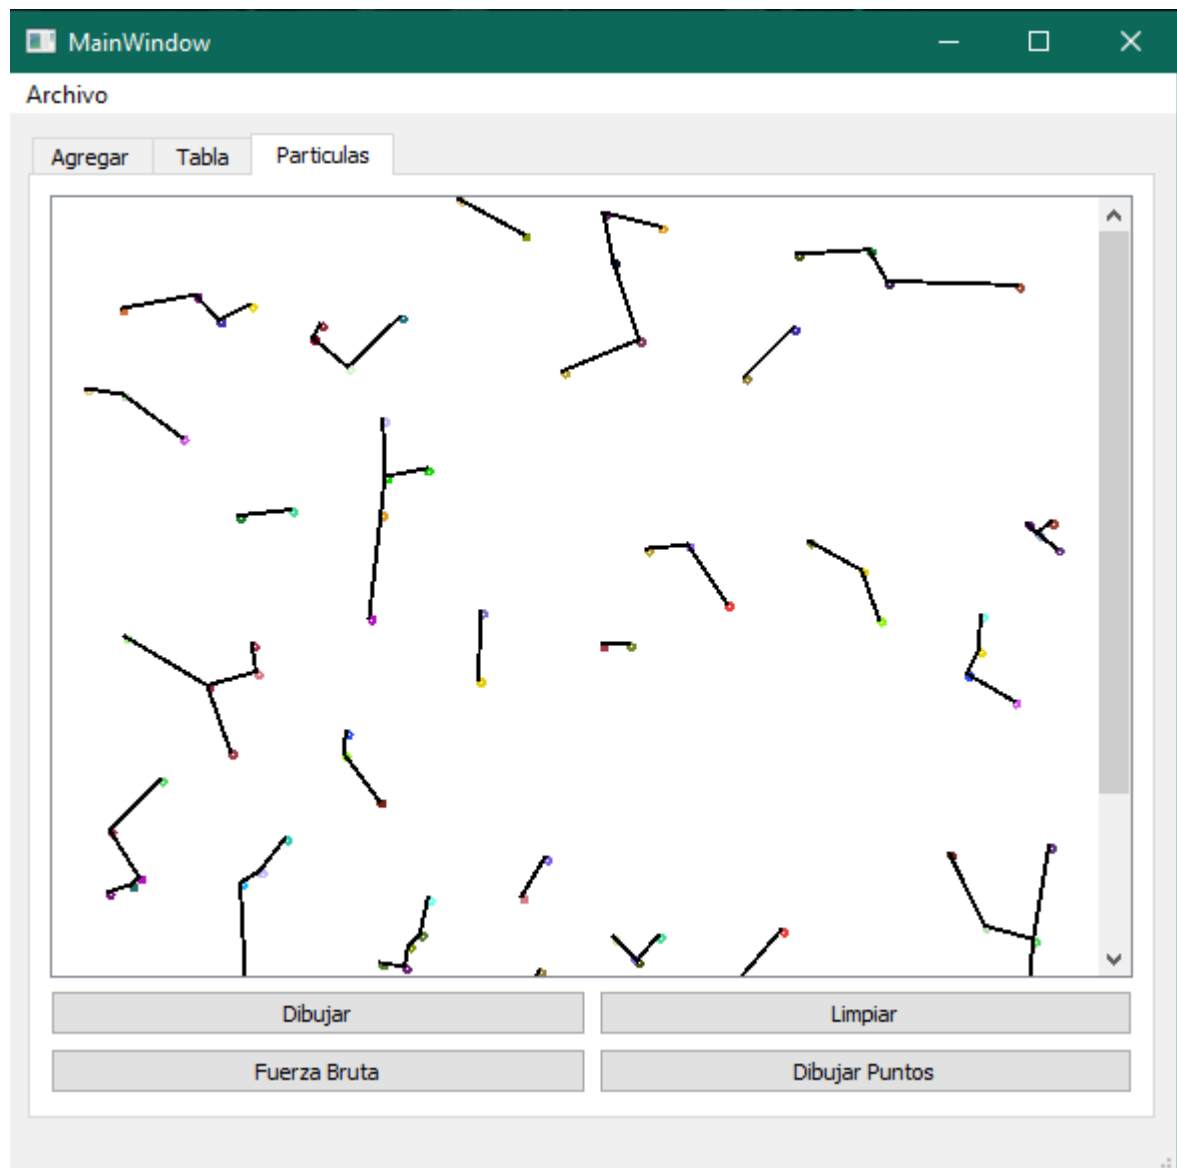 MainWindow
Archivo
Agregar Tabla Particulas
Dibujar Limpiar
Fuerza Bruta Dibujar Puntos